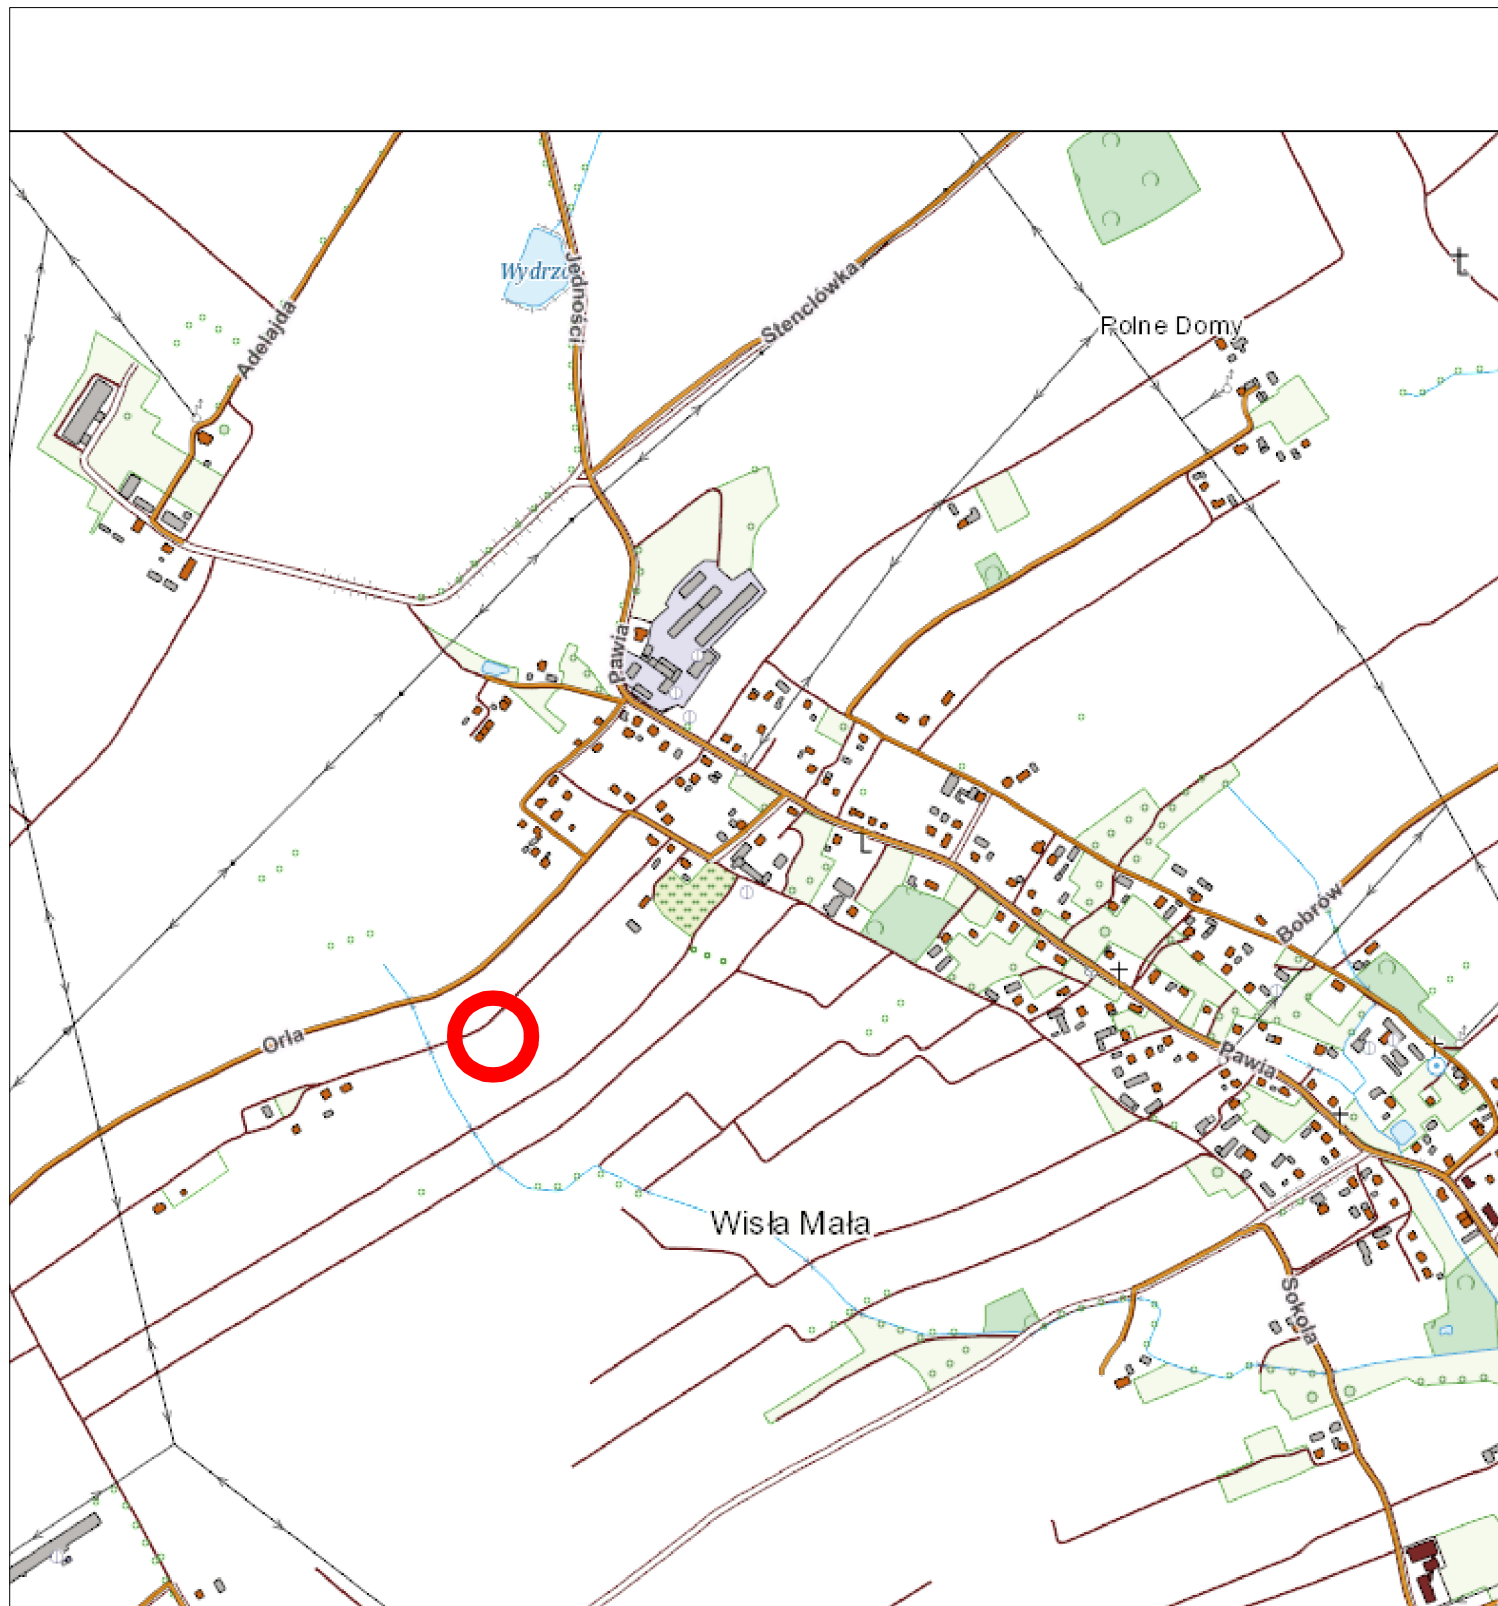 Wydrzo
Jedności
Adelajda
Stenclówka
Rolne Domy
Pawia
Bobrów
Orla
Pawia
Wisła Mała
Sokola